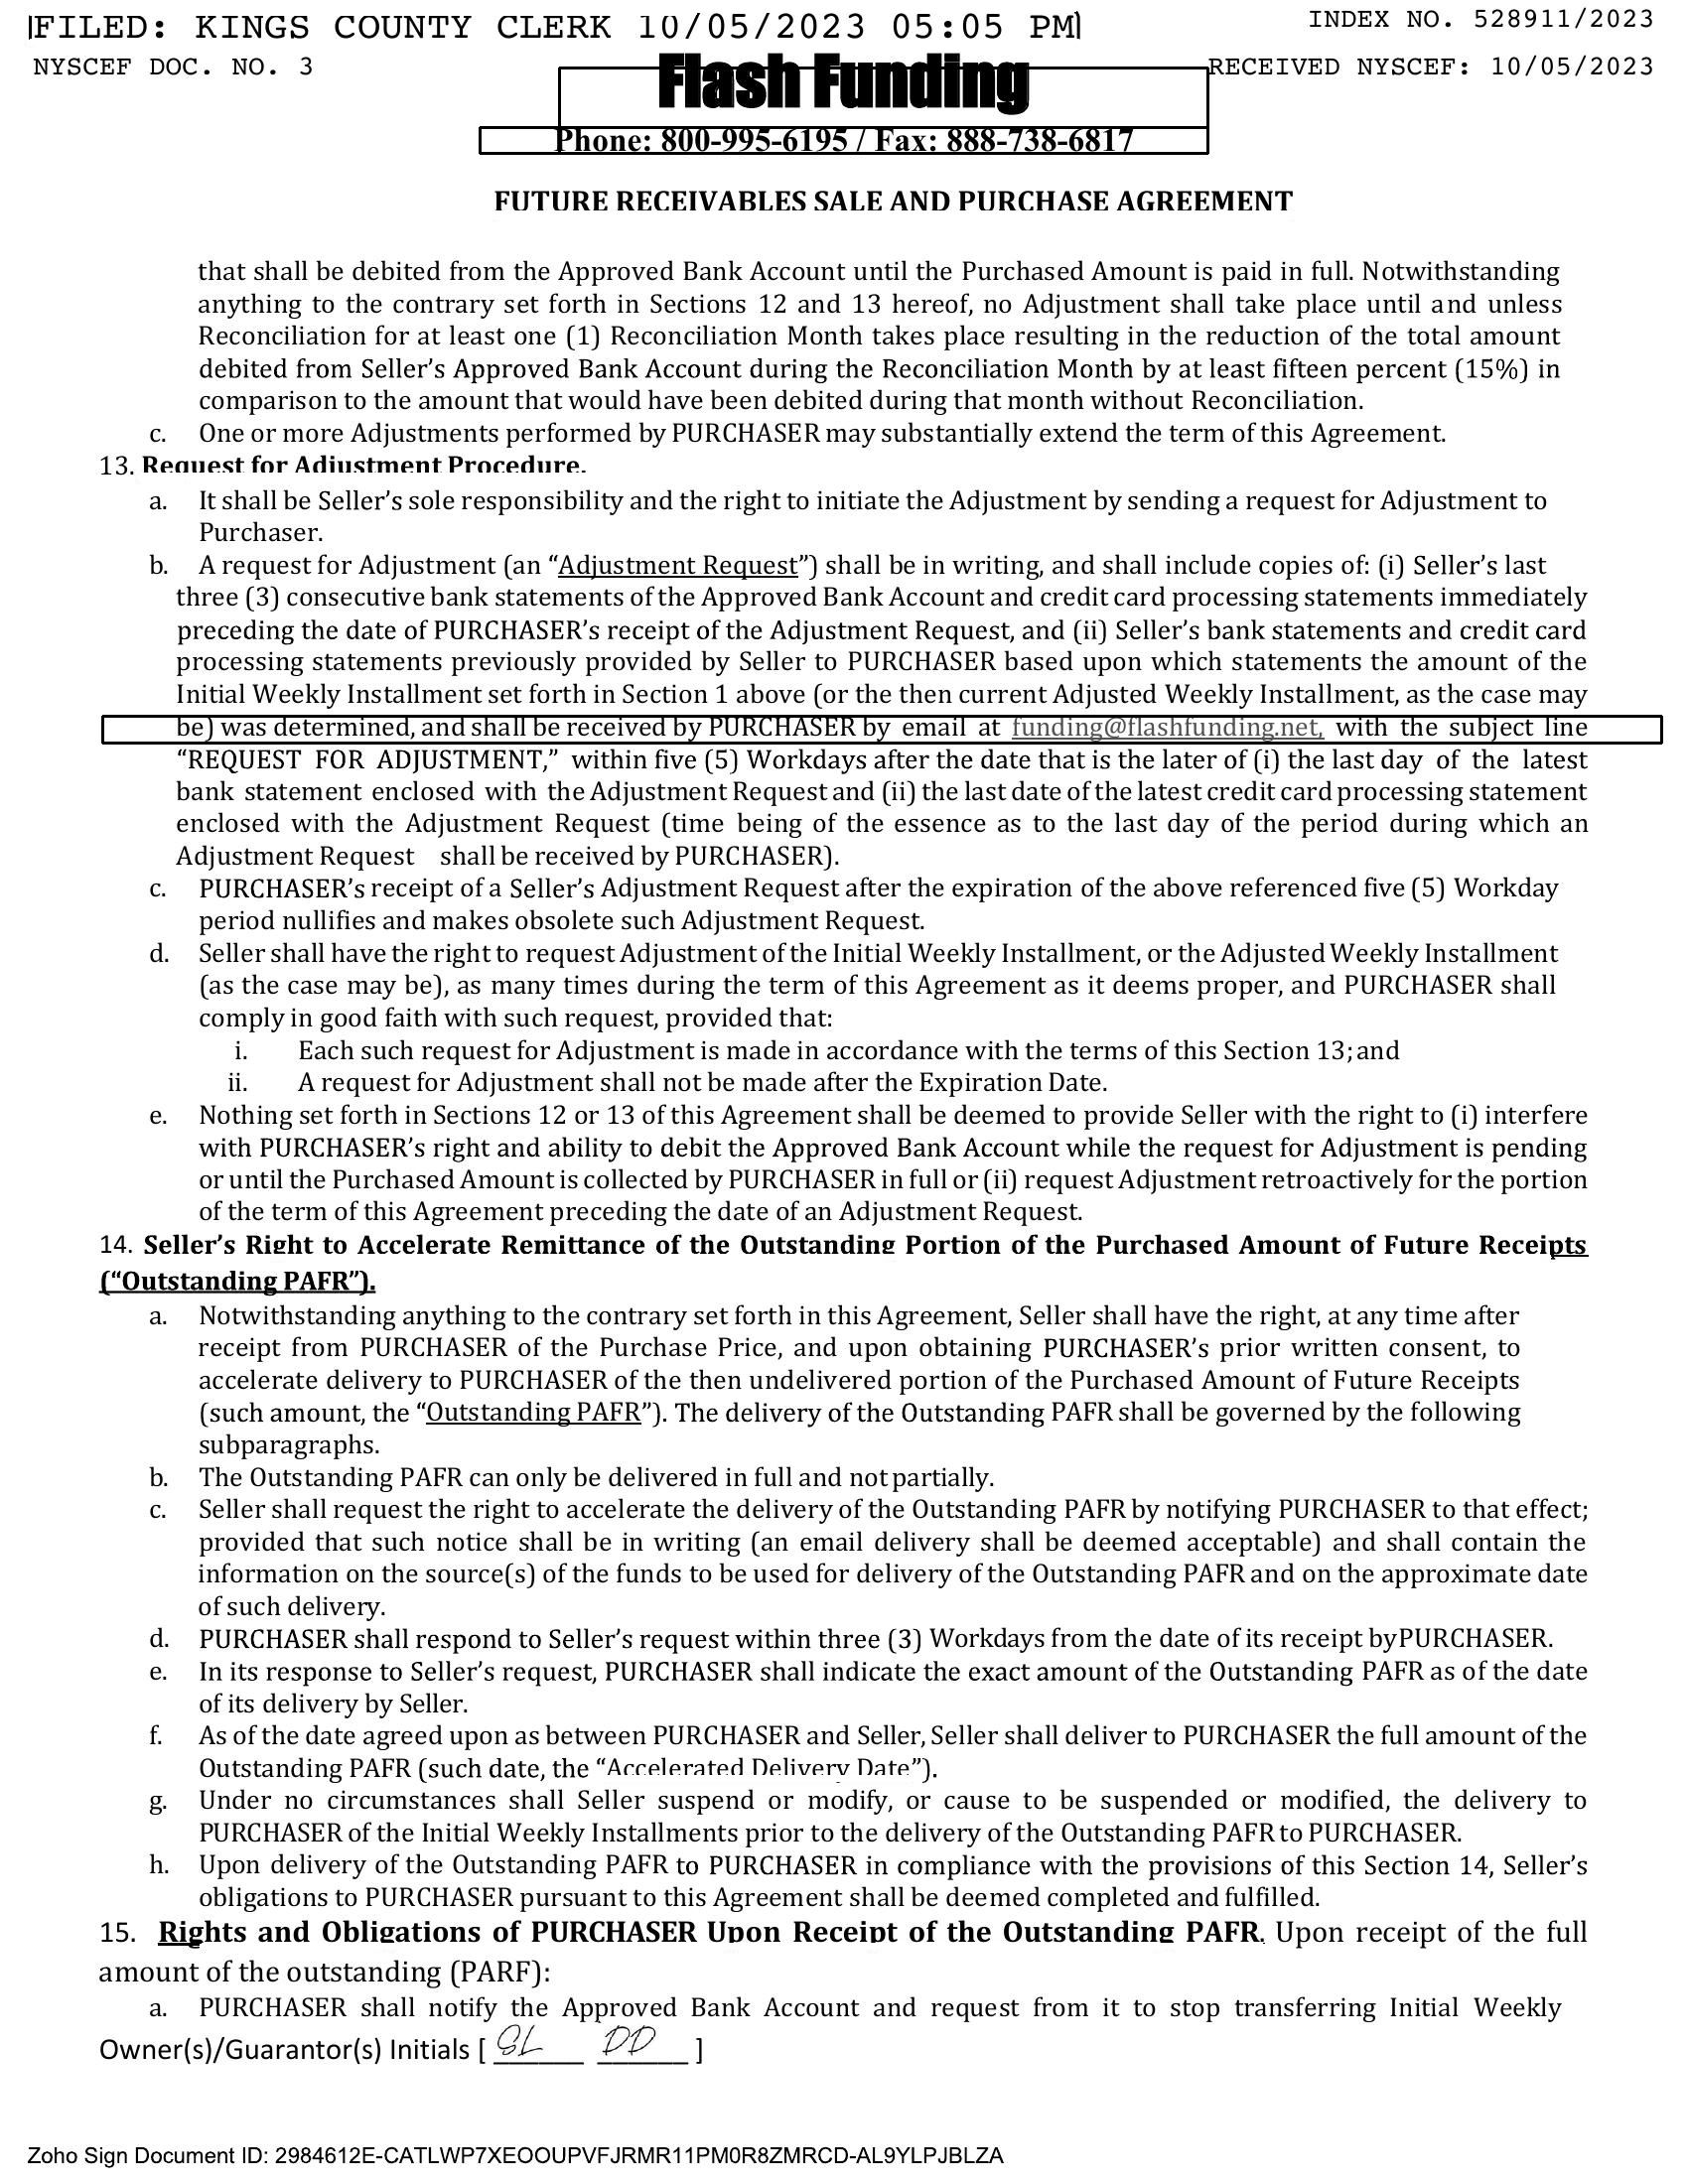 FILED: KINGS COUNTY CLERK 10/05/2023 05:05 PM
INDEX NO. 528911/2023
NYSCEF DOC. NO. 3
RECEIVED NYSCEF: 10/05/2023
Flash Funding
Phone: 800-995-6195 / Fax: 888-738-6817
FUTURE RECEIVABLES SALE AND PURCHASE AGREEMENT
that shall be debited from the Approved Bank Account until the Purchased Amount is paid in full. Notwithstanding
anything to the contrary set forth in Sections 12 and 13 hereof, no Adjustment shall take place until and unless
Reconciliation for at least one (1) Reconciliation Month takes place resulting in the reduction of the total amount
debited from Seller’s Approved Bank Account during the Reconciliation Month by at least fifteen percent (15%) in
comparison to the amount that would have been debited during that month without Reconciliation.
c. One or more Adjustments performed by PURCHASER may substantially extend the term of this Agreement.
13. Request for Adjustment Procedure.
a. It shall be Seller’s sole responsibility and the right to initiate the Adjustment by sending a request for Adjustment to
Purchaser.
b. A request for Adjustment (an “Adjustment Request”) shall be in writing, and shall include copies of: (i) Seller’s last
three (3) consecutive bank statements of the Approved Bank Account and credit card processing statements immediately
preceding the date of PURCHASER’s receipt of the Adjustment Request, and (ii) Seller’s bank statements and credit card
processing statements previously provided by Seller to PURCHASER based upon which statements the amount of the
Initial Weekly Installment set forth in Section 1 above (or the then current Adjusted Weekly Installment, as the case may
be) was determined, and shall be received by PURCHASER by email at funding@flashfunding.net, with the subject line
“REQUEST FOR ADJUSTMENT,” within five (5) Workdays after the date that is the later of (i) the last day of the latest
bank statement enclosed with the Adjustment Request and (ii) the last date of the latest credit card processing statement
enclosed with the Adjustment Request (time being of the essence as to the last day of the period during which an
Adjustment Request shall be received by PURCHASER).
c. PURCHASER’s receipt of a Seller’s Adjustment Request after the expiration of the above referenced five (5) Workday
period nullifies and makes obsolete such Adjustment Request.
d. Seller shall have the right to request Adjustment of the Initial Weekly Installment, or the Adjusted Weekly Installment
(as the case may be), as many times during the term of this Agreement as it deems proper, and PURCHASER shall
comply in good faith with such request, provided that:
i. Each such request for Adjustment is made in accordance with the terms of this Section 13; and
ii. A request for Adjustment shall not be made after the Expiration Date.
e. Nothing set forth in Sections 12 or 13 of this Agreement shall be deemed to provide Seller with the right to (i) interfere
with PURCHASER’s right and ability to debit the Approved Bank Account while the request for Adjustment is pending
or until the Purchased Amount is collected by PURCHASER in full or (ii) request Adjustment retroactively for the portion
of the term of this Agreement preceding the date of an Adjustment Request.
14. Seller’s Right to Accelerate Remittance of the Outstanding Portion of the Purchased Amount of Future Receipts
(“Outstanding PAFR”).
a. Notwithstanding anything to the contrary set forth in this Agreement, Seller shall have the right, at any time after
receipt from PURCHASER of the Purchase Price, and upon obtaining PURCHASER’s prior written consent, to
accelerate delivery to PURCHASER of the then undelivered portion of the Purchased Amount of Future Receipts
(such amount, the “Outstanding PAFR”). The delivery of the Outstanding PAFR shall be governed by the following
subparagraphs.
b. The Outstanding PAFR can only be delivered in full and not partially.
c. Seller shall request the right to accelerate the delivery of the Outstanding PAFR by notifying PURCHASER to that effect;
provided that such notice shall be in writing (an email delivery shall be deemed acceptable) and shall contain the
information on the source(s) of the funds to be used for delivery of the Outstanding PAFR and on the approximate date
of such delivery.
d. PURCHASER shall respond to Seller’s request within three (3) Workdays from the date of its receipt by PURCHASER.
e. In its response to Seller’s request, PURCHASER shall indicate the exact amount of the Outstanding PAFR as of the date
of its delivery by Seller.
f. As of the date agreed upon as between PURCHASER and Seller, Seller shall deliver to PURCHASER the full amount of the
Outstanding PAFR (such date, the “Accelerated Delivery Date”).
g. Under no circumstances shall Seller suspend or modify, or cause to be suspended or modified, the delivery to
PURCHASER of the Initial Weekly Installments prior to the delivery of the Outstanding PAFR to PURCHASER.
h. Upon delivery of the Outstanding PAFR to PURCHASER in compliance with the provisions of this Section 14, Seller’s
obligations to PURCHASER pursuant to this Agreement shall be deemed completed and fulfilled.
15. Rights and Obligations of PURCHASER Upon Receipt of the Outstanding PAFR. Upon receipt of the full
amount of the outstanding (PARF):
a. PURCHASER shall notify the Approved Bank Account and request from it to stop transferring Initial Weekly
Owner(s)/Guarantor(s) Initials [ SL DD ]
Zoho Sign Document ID: 2984612E-CATLWP7XEOOUPVFJRMR11PM0R8ZMRCD-AL9YLPJBLZA